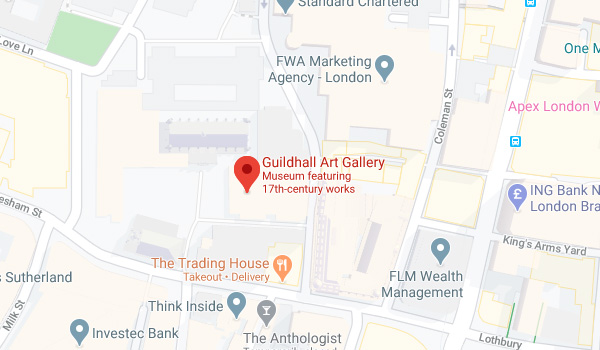 Standard Chartered
Love Ln
FWA Marketing
Agency - London
One M
Coleman St
Apex London W
Guildhall Art Gallery
Museum featuring
17th-century works
ING Bank N
London Bra
esham St
King's Arms Yard
The Trading House
Takeout • Delivery
s Sutherland
FLM Wealth
Management
Milk St
Think Inside
Investec Bank
The Anthologist
Lothbury